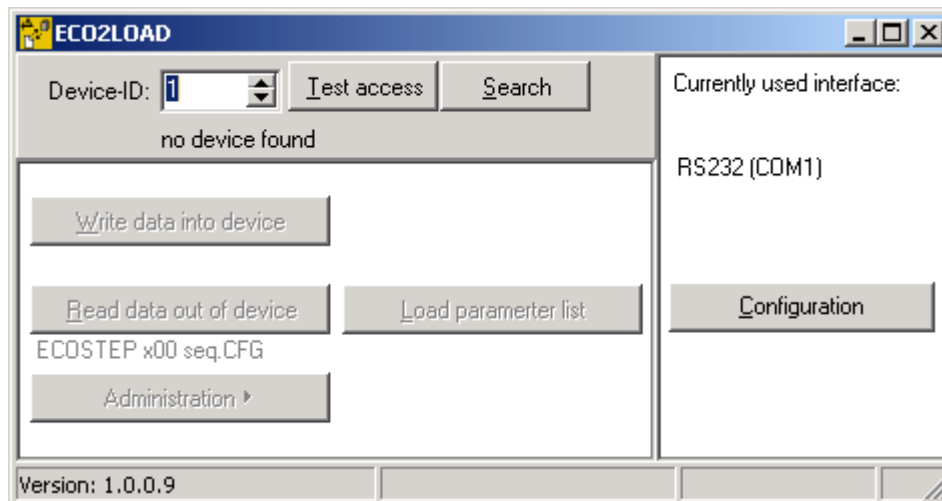 ECO2LOAD
Device-ID: 1 Test access Search
no device found
Currently used interface:
RS232 (COM1)
Configuration
Write data into device
Read data out of device Load paramerter list
ECOSTEP x00 seq.CFG
Administration
Version: 1.0.0.9